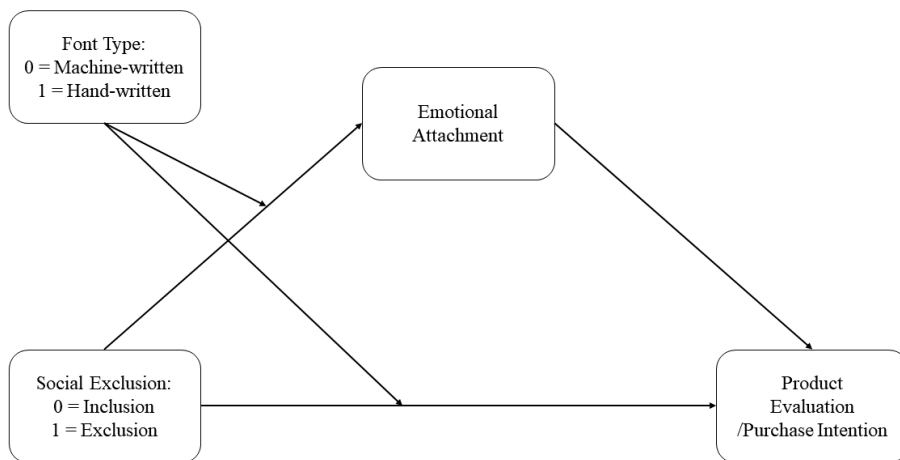 Font Type:
0 = Machine-written
1 = Hand-written
Emotional
Attachment
Social Exclusion:
0 = Inclusion
1 = Exclusion
Product
Evaluation
/Purchase Intention